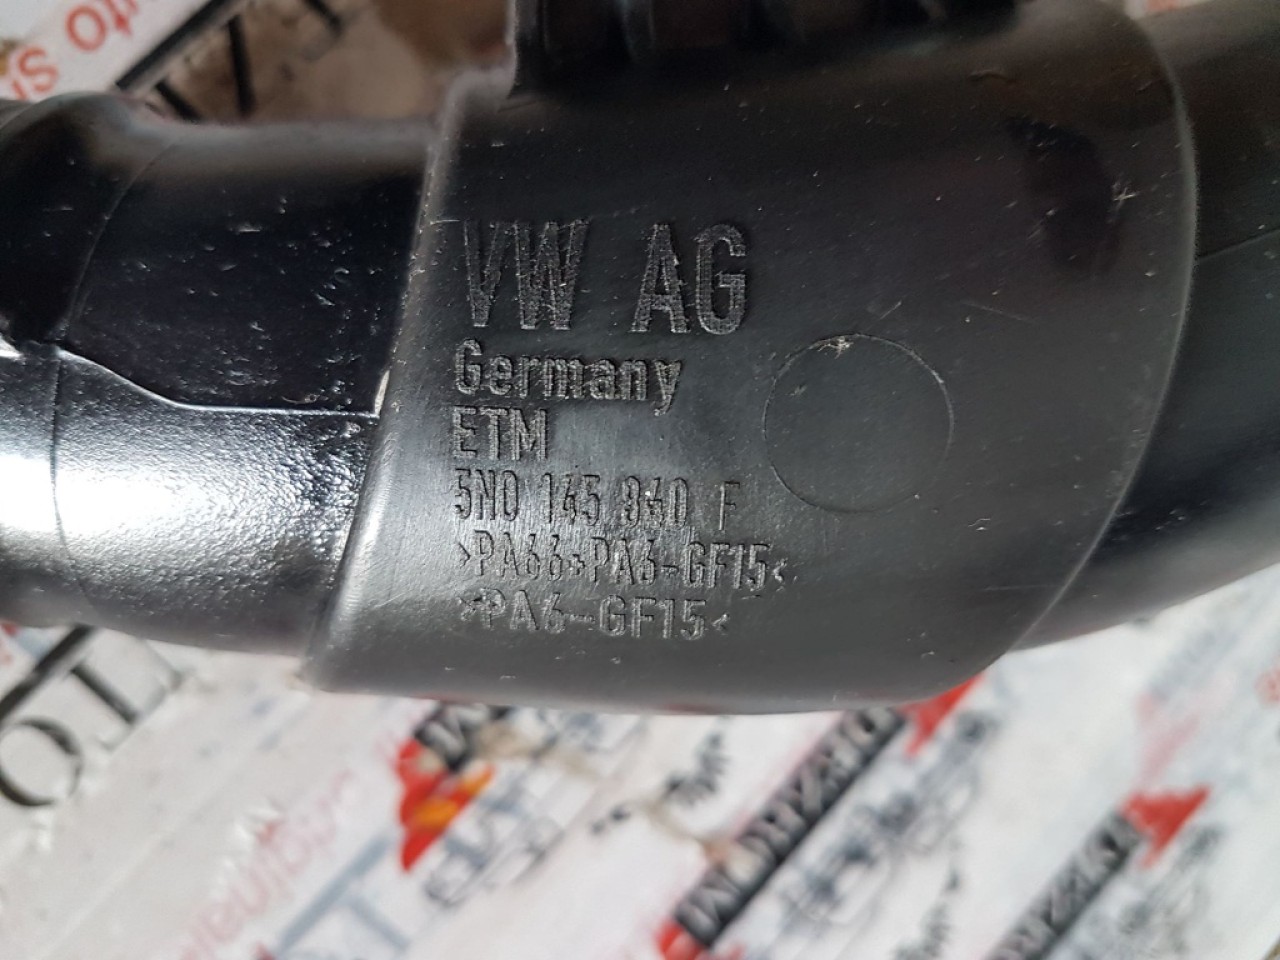 VW AG
Germany
ETM
5N0 145 840 F
>PA66+PA6-GF15<
>PA6-GF15<